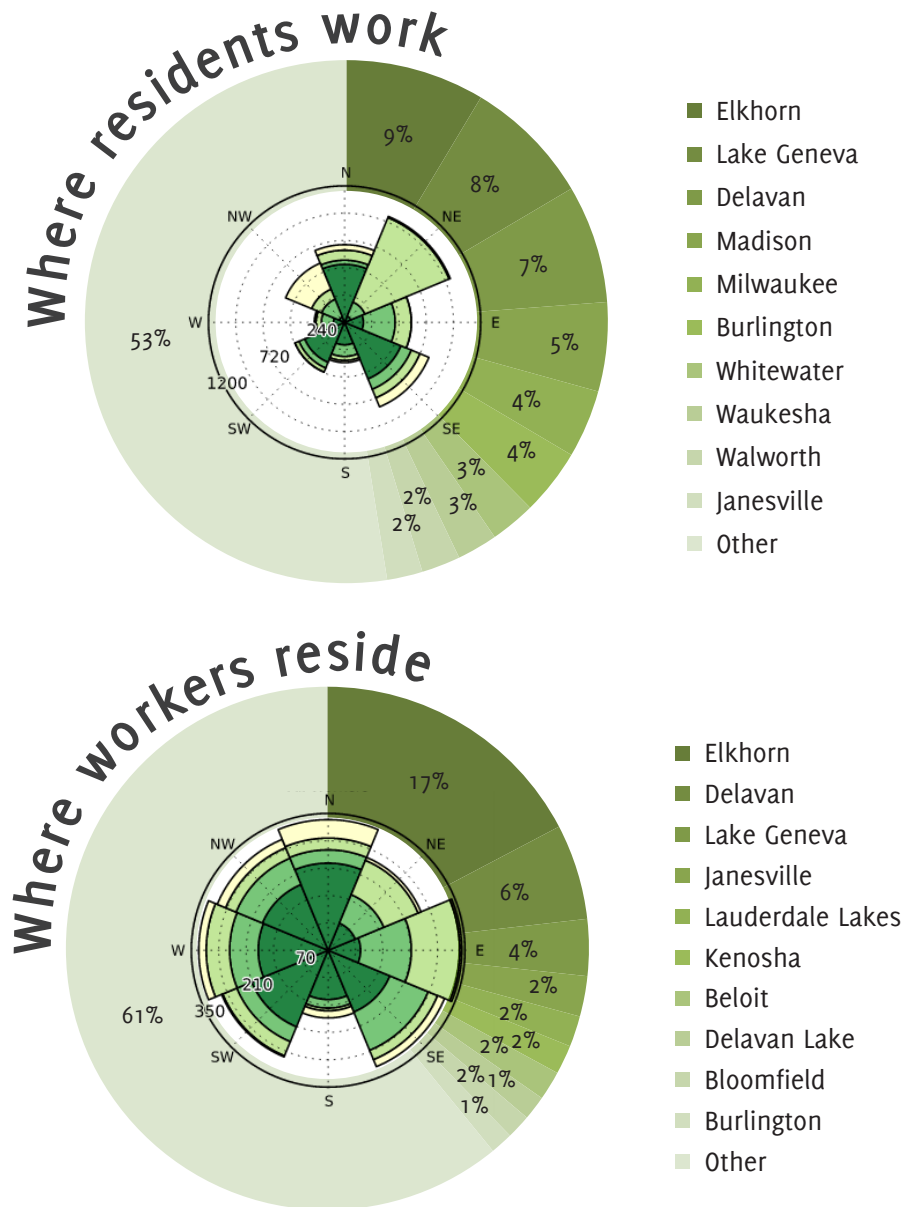 Where residents work
9%
8%
7%
5%
4%
4%
3%
3%
2%
2%
53%
N
NE
E
SE
S
SW
W
NW
240
720
1200
Elkhorn
Lake Geneva
Delavan
Madison
Milwaukee
Burlington
Whitewater
Waukesha
Walworth
Janesville
Other
Where workers reside
17%
6%
4%
2%
2%
2%
2%
1%
2%
1%
61%
N
NE
E
SE
S
SW
W
NW
70
210
350
Elkhorn
Delavan
Lake Geneva
Janesville
Lauderdale Lakes
Kenosha
Beloit
Delavan Lake
Bloomfield
Burlington
Other